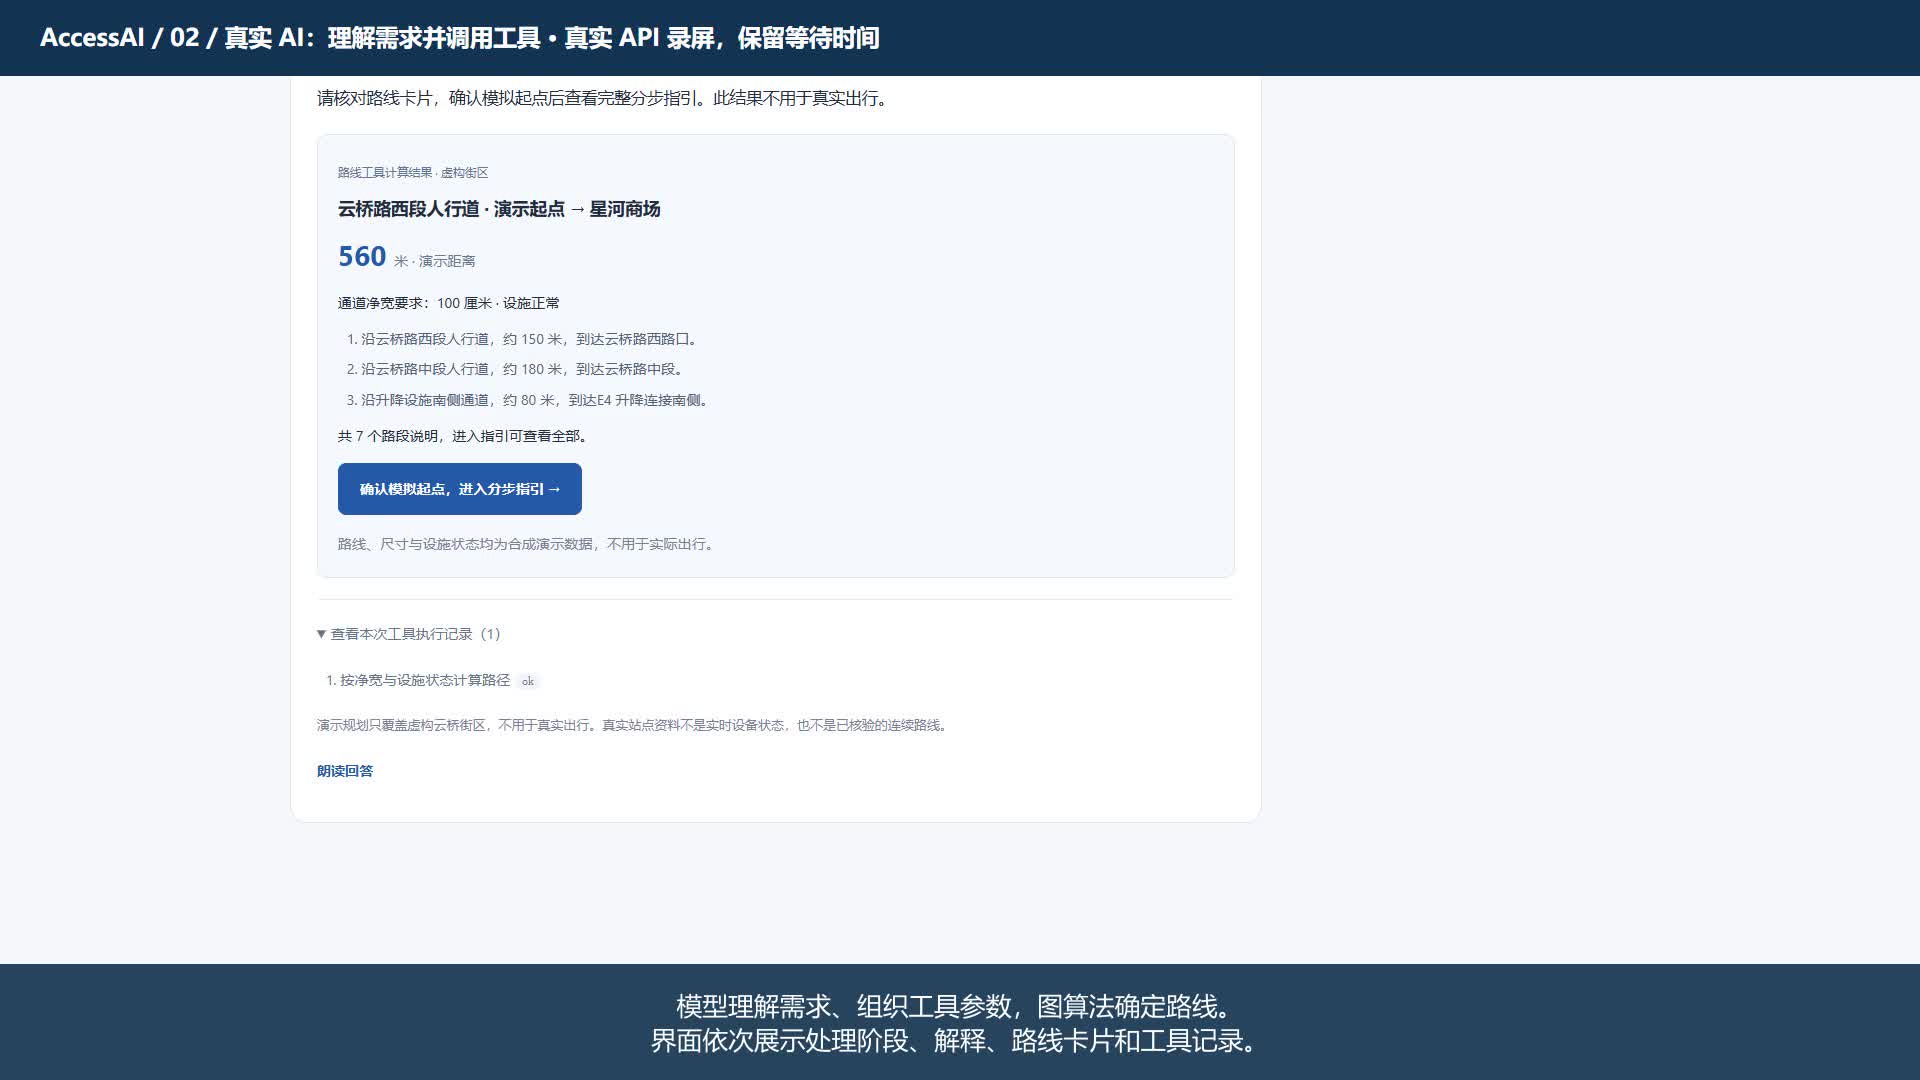 AccessAI / 02 / 真实 AI：理解需求并调用工具 • 真实 API 录屏，保留等待时间
请核对路线卡片，确认模拟起点后查看完整分步指引。此结果不用于真实出行。
路线工具计算结果 · 虚构街区
云桥路西段人行道 · 演示起点 → 星河商场
560 米 · 演示距离
通道净宽要求：100 厘米 · 设施正常
1. 沿云桥路西段人行道，约 150 米，到达云桥路西路口。
2. 沿云桥路中段人行道，约 180 米，到达云桥路中段。
3. 沿升降设施南侧通道，约 80 米，到达E4 升降连接南侧。
共 7 个路段说明，进入指引可查看全部。
确认模拟起点，进入分步指引 →
路线、尺寸与设施状态均为合成演示数据，不用于实际出行。
▼ 查看本次工具执行记录（1）
1. 按净宽与设施状态计算路径 ok
演示规划只覆盖虚构云桥街区，不用于真实出行。真实站点资料不是实时设备状态，也不是已核验的连续路线。
朗读回答
模型理解需求、组织工具参数，图算法确定路线。
界面依次展示处理阶段、解释、路线卡片和工具记录。